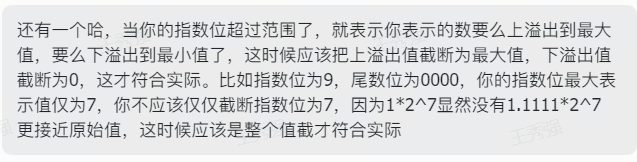 还有一个哈，当你的指数位超过范围了，就表示你表示的数要么上溢出到最大
值，要么下溢出到最小值了，这时候应该把上溢出值截断为最大值，下溢出值
截断为0，这才符合实际。比如指数位为9，尾数位为0000，你的指数位最大表
示值仅为7，你不应该仅仅截断指数位为7，因为1*2^7显然没有1.1111*2^7
更接近原始值，这时候应该是整个值截才符合实际
王秀强